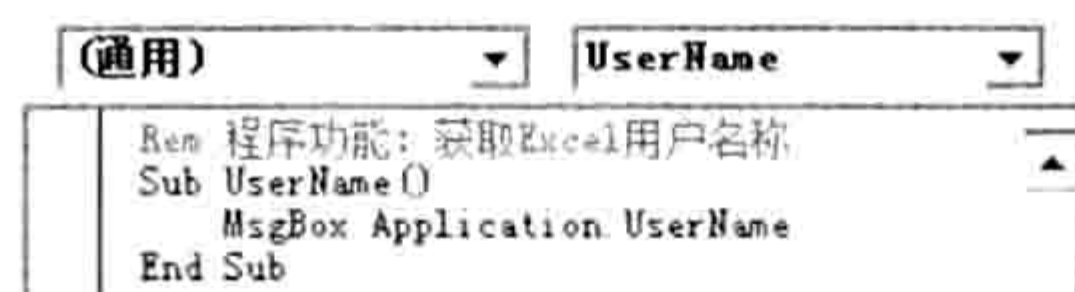 (通用) UserName
Rem 程序功能：获取Excel用户名称
Sub UserName()
MsgBox Application.UserName
End Sub